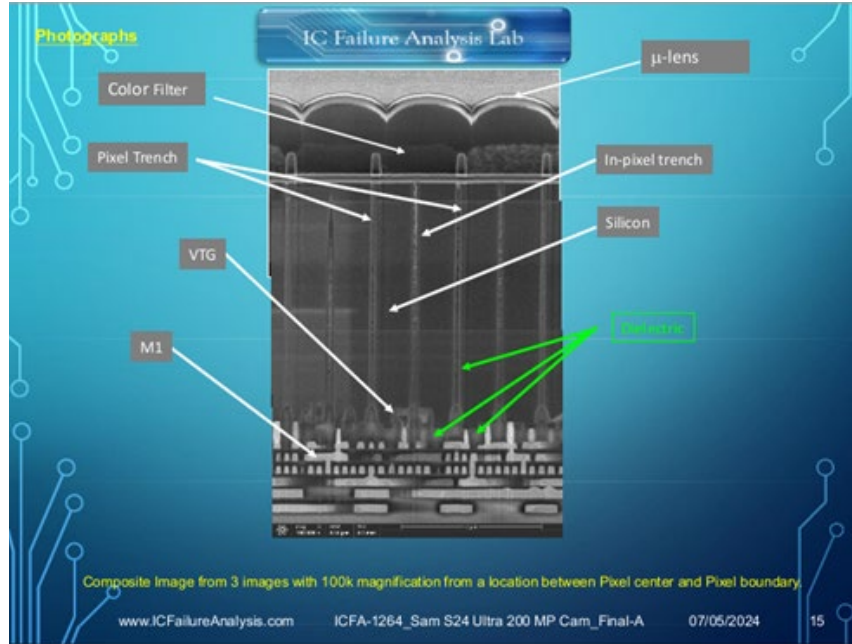 Photographs
IC Failure Analysis Lab
μ-lens
Color Filter
Pixel Trench
In-pixel trench
Silicon
VTG
Dielectric
M1
Composite Image from 3 images with 100k magnification from a location between Pixel center and Pixel boundary.
www.ICFailureAnalysis.com ICFA-1264_Sam S24 Ultra 200 MP Cam_Final-A 07/05/2024 15